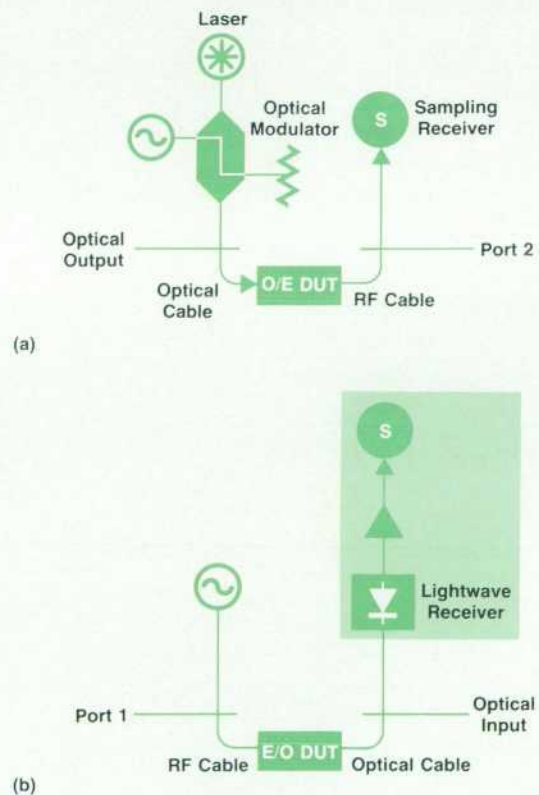 Laser
Optical
Modulator
S
Sampling
Receiver
Optical
Output
Port 2
O/E DUT
Optical
Cable
RF Cable
(a)
S
Lightwave
Receiver
Port 1
Optical
Input
E/O DUT
RF Cable
Optical Cable
(b)